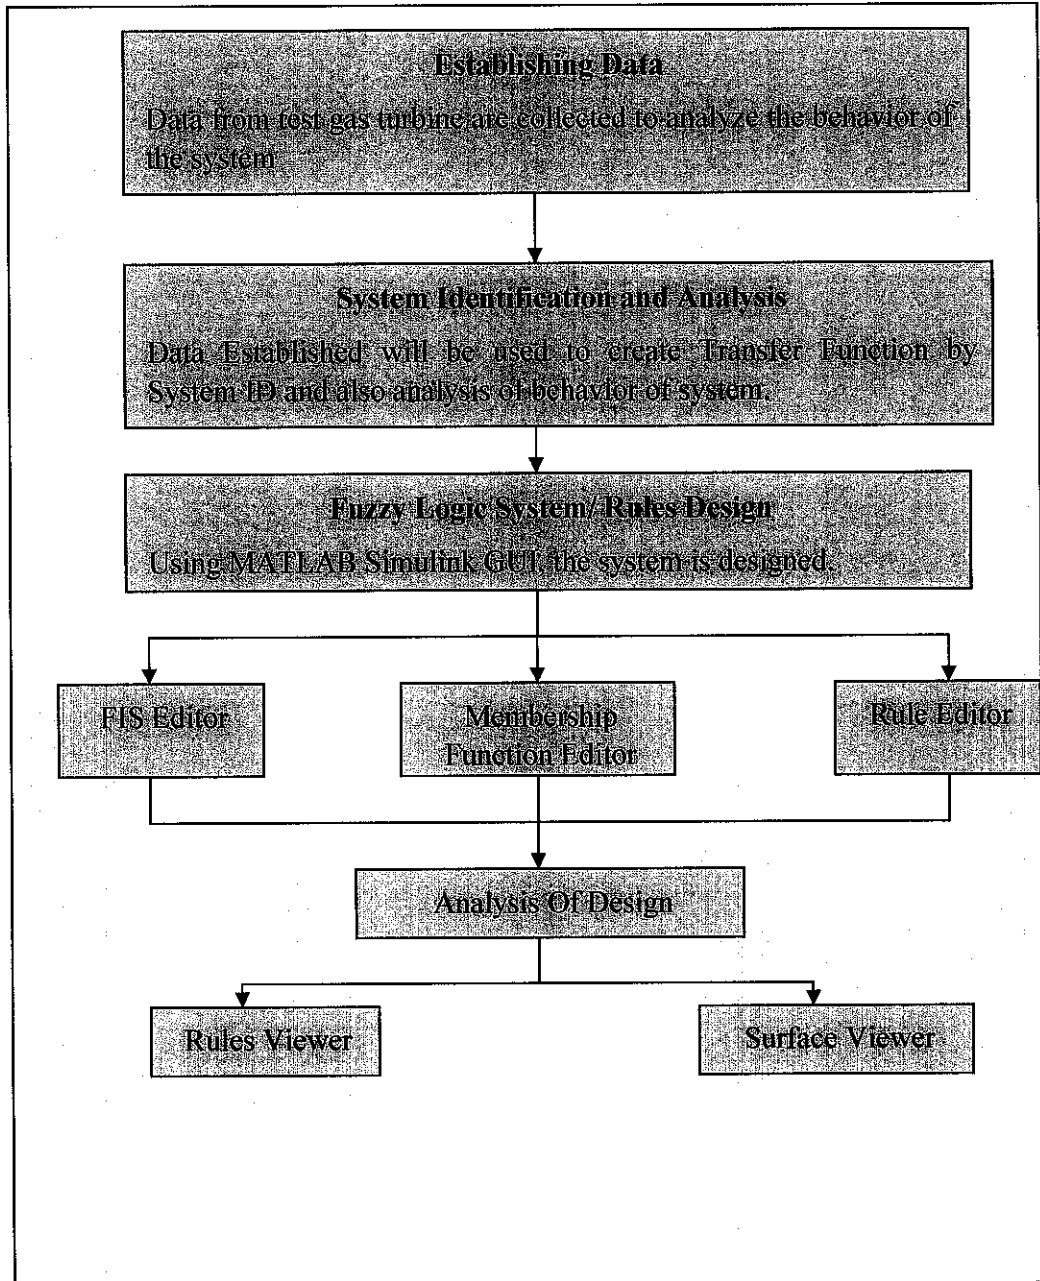 Establishing Data
Data from test gas turbine are collected to analyze the behavior of
the system
System Identification and Analysis
Data Established will be used to create Transfer Function by
System ID and also analysis of behavior of system.
Fuzzy Logic System/ Rules Design
Using MATLAB Simulink GUI, the system is designed.
FIS Editor
Membership
Function Editor
Rule Editor
Analysis Of Design
Rules Viewer
Surface Viewer